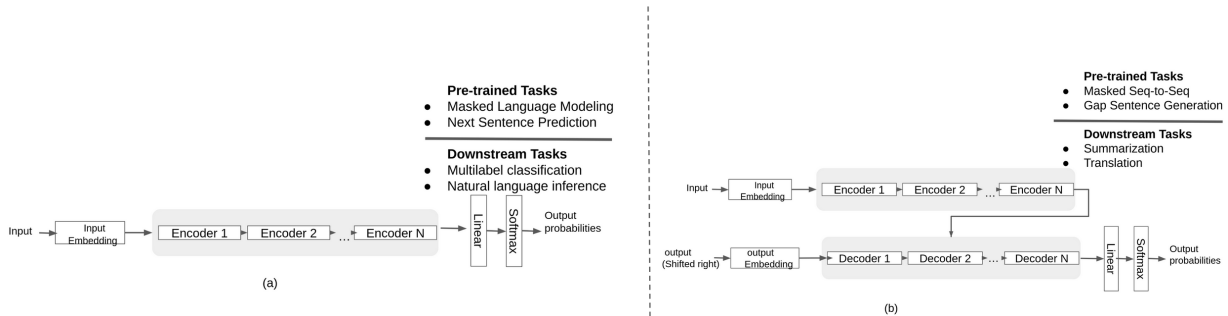 Pre-trained Tasks
● Masked Language Modeling
● Next Sentence Prediction
Downstream Tasks
● Multilabel classification
● Natural language inference
Input
Input
Embedding
Encoder 1
Encoder 2
...
Encoder N
Linear
Softmax
Output
probabilities
(a)
Pre-trained Tasks
● Masked Seq-to-Seq
● Gap Sentence Generation
Downstream Tasks
● Summarization
● Translation
Input
Input
Embedding
Encoder 1
Encoder 2
...
Encoder N
output
(Shifted right)
output
Embedding
Decoder 1
Decoder 2
...
Decoder N
Linear
Softmax
Output
probabilities
(b)